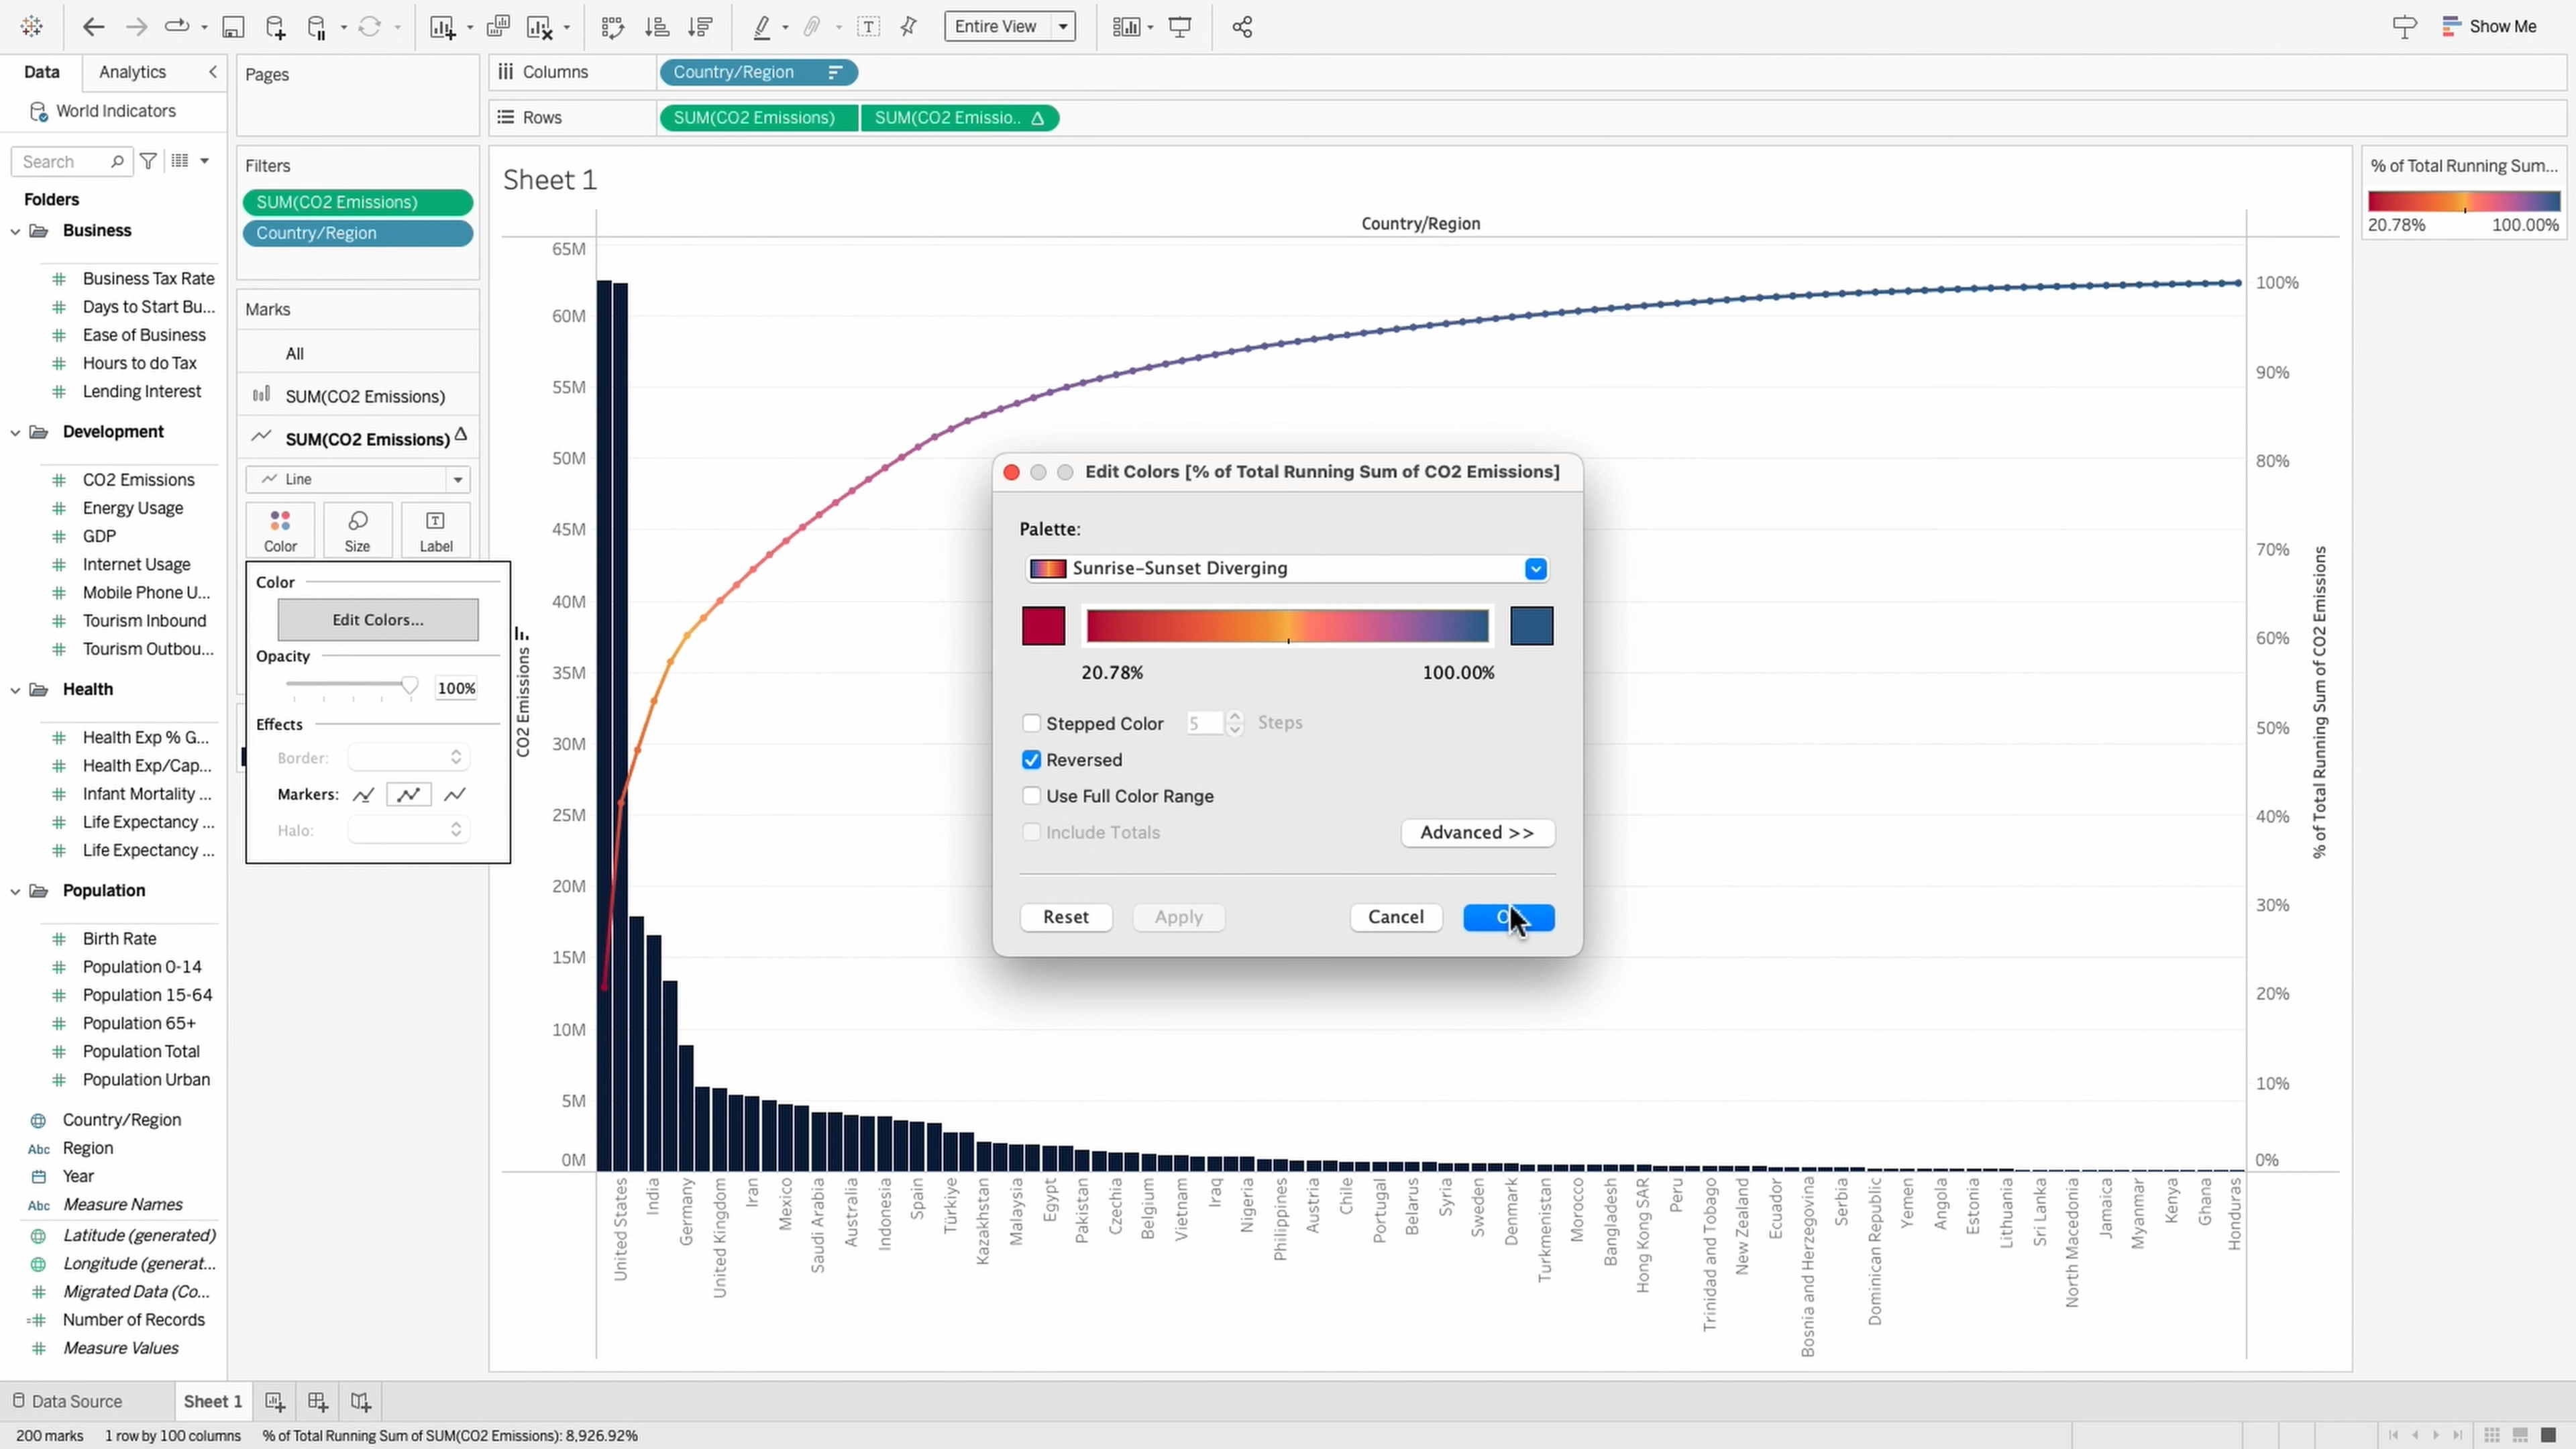 Entire View
Show Me
Data
Analytics
World Indicators
Search
Folders
Business
Business Tax Rate
Days to Start Bu...
Ease of Business
Hours to do Tax
Lending Interest
Development
CO2 Emissions
Energy Usage
GDP
Internet Usage
Mobile Phone U...
Tourism Inbound
Tourism Outbou...
Health
Health Exp % G...
Health Exp/Cap...
Infant Mortality ...
Life Expectancy ...
Life Expectancy ...
Population
Birth Rate
Population 0-14
Population 15-64
Population 65+
Population Total
Population Urban
Country/Region
Abc Region
Year
Abc Measure Names
Latitude (generated)
Longitude (generat...
Migrated Data (Co...
Number of Records
Measure Values
Pages
Filters
SUM(CO2 Emissions)
Country/Region
Marks
All
SUM(CO2 Emissions)
SUM(CO2 Emissions)
Line
Color
Size
Label
Color
Edit Colors...
Opacity
100%
Effects
Border:
Markers:
Halo:
Columns
Country/Region
Rows
SUM(CO2 Emissions)
SUM(CO2 Emissio..
Sheet 1
Country/Region
65M
60M
55M
50M
45M
40M
35M
30M
25M
20M
15M
10M
5M
0M
CO2 Emissions
100%
90%
80%
70%
60%
50%
40%
30%
20%
10%
0%
% of Total Running Sum of CO2 Emissions
United States
India
Germany
United Kingdom
Iran
Mexico
Saudi Arabia
Australia
Indonesia
Spain
Türkiye
Kazakhstan
Malaysia
Egypt
Pakistan
Czechia
Belgium
Vietnam
Iraq
Nigeria
Philippines
Austria
Chile
Portugal
Belarus
Syria
Sweden
Denmark
Turkmenistan
Morocco
Bangladesh
Hong Kong SAR
Peru
Trinidad and Tobago
New Zealand
Ecuador
Bosnia and Herzegovina
Serbia
Dominican Republic
Yemen
Angola
Estonia
Lithuania
Sri Lanka
North Macedonia
Jamaica
Myanmar
Kenya
Ghana
Honduras
Edit Colors [% of Total Running Sum of CO2 Emissions]
Palette:
Sunrise-Sunset Diverging
20.78%
100.00%
Stepped Color
5
Steps
Reversed
Use Full Color Range
Include Totals
Advanced >>
Reset
Apply
Cancel
% of Total Running Sum...
20.78%
100.00%
Data Source
Sheet 1
200 marks
1 row by 100 columns
% of Total Running Sum of SUM(CO2 Emissions): 8,926.92%